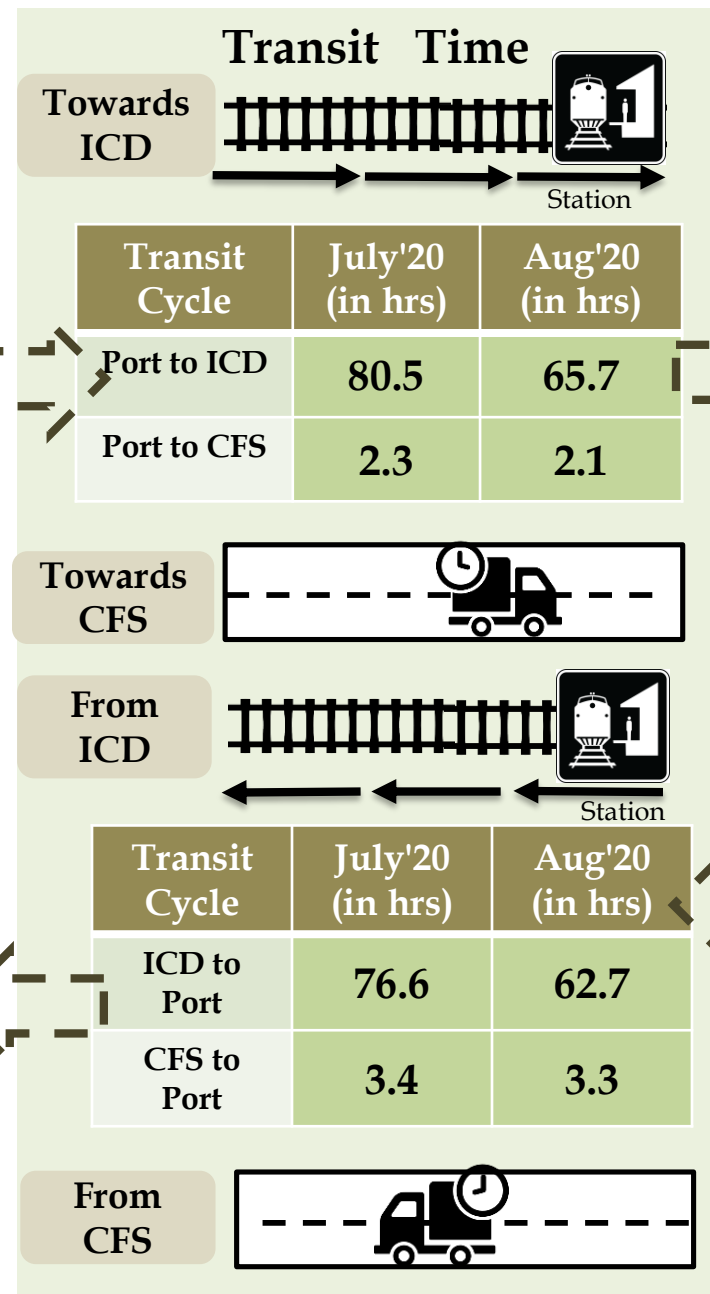 Transit Time
Towards
ICD
Station
Transit
Cycle
July'20
(in hrs)
Aug'20
(in hrs)
Port to ICD
80.5
65.7
Port to CFS
2.3
2.1
Towards
CFS
From
ICD
Station
Transit
Cycle
July'20
(in hrs)
Aug'20
(in hrs)
ICD to
Port
76.6
62.7
CFS to
Port
3.4
3.3
From
CFS